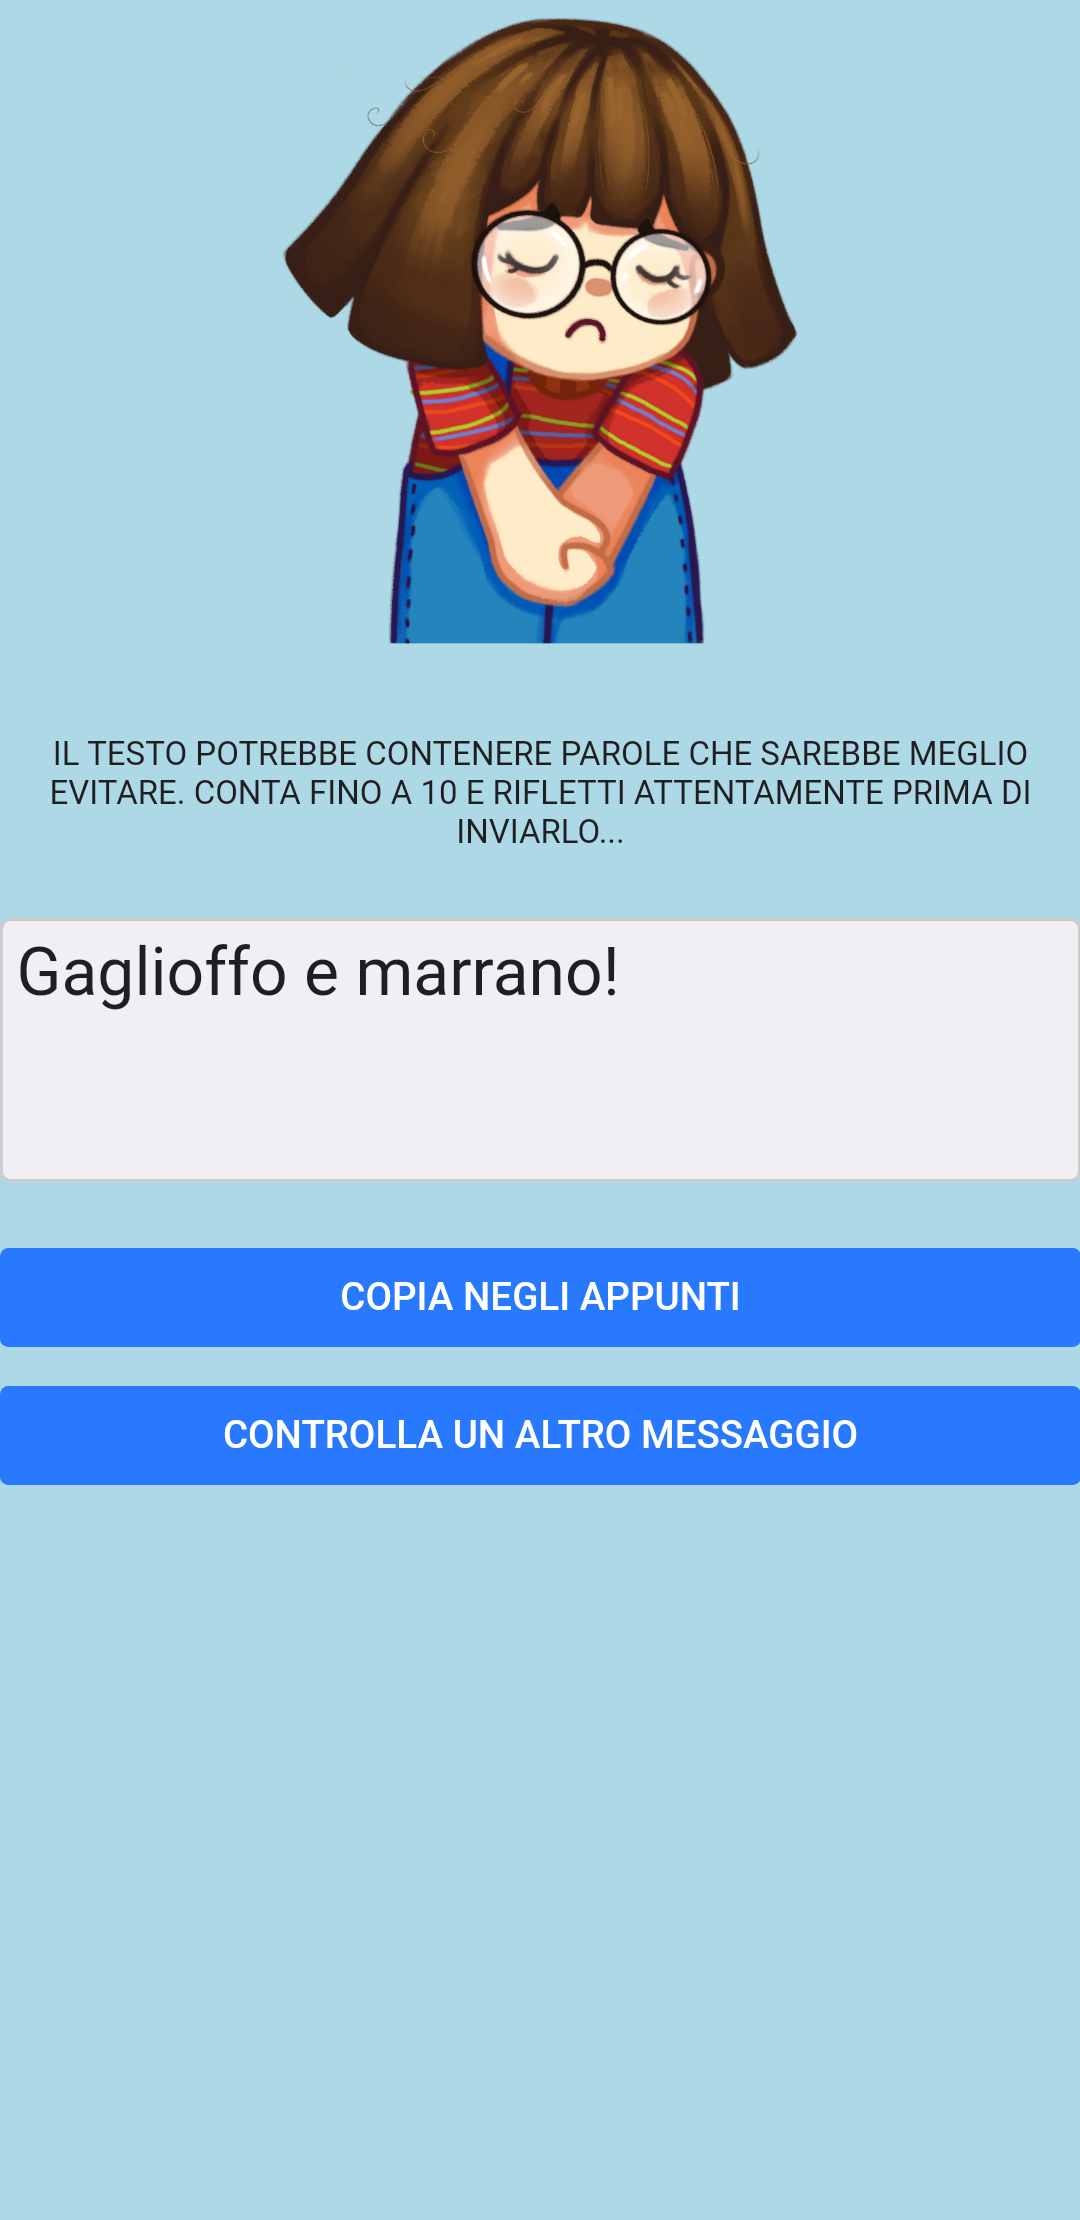 IL TESTO POTREBBE CONTENERE PAROLE CHE SAREBBE MEGLIO
EVITARE. CONTA FINO A 10 E RIFLETTI ATTENTAMENTE PRIMA DI
INVIARLO...
Gaglioffo e marrano!
COPIA NEGLI APPUNTI
CONTROLLA UN ALTRO MESSAGGIO